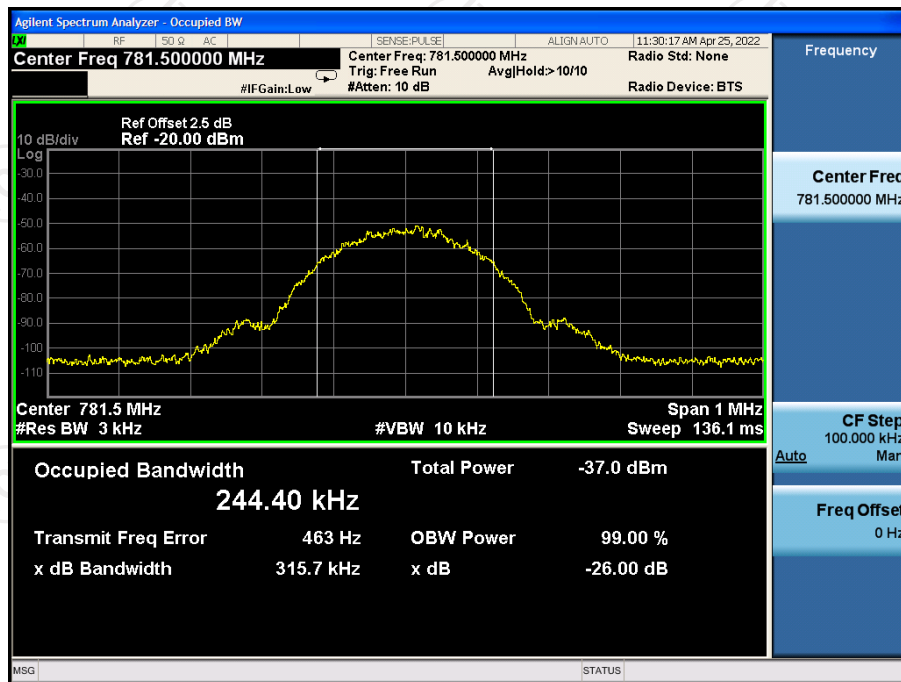 Agilent Spectrum Analyzer - Occupied BW
LXI RF 50 Ω AC SENSE:PULSE ALIGN AUTO 11:30:17 AM Apr 25, 2022
Center Freq 781.500000 MHz
Center Freq: 781.500000 MHz Radio Std: None
Trig: Free Run Avg|Hold:> 10/10
#IFGain:Low #Atten: 10 dB Radio Device: BTS
Ref Offset 2.5 dB
10 dB/div Ref -20.00 dBm
Log
-30.0
-40.0
-50.0
-60.0
-70.0
-80.0
-90.0
-100
-110
Center 781.5 MHz Span 1 MHz
#Res BW 3 kHz #VBW 10 kHz Sweep 136.1 ms
Occupied Bandwidth Total Power -37.0 dBm
244.40 kHz
Transmit Freq Error 463 Hz OBW Power 99.00 %
x dB Bandwidth 315.7 kHz x dB -26.00 dB
Frequency
Center Freq
781.500000 MHz
CF Step
100.000 kHz
Auto Man
Freq Offset
0 Hz
MSG STATUS